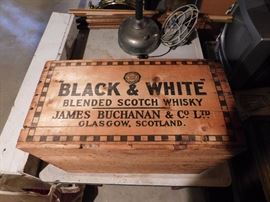 "BLACK & WHITE"
BLENDED SCOTCH WHISKY
JAMES BUCHANAN & Co LTD
GLASGOW, SCOTLAND.